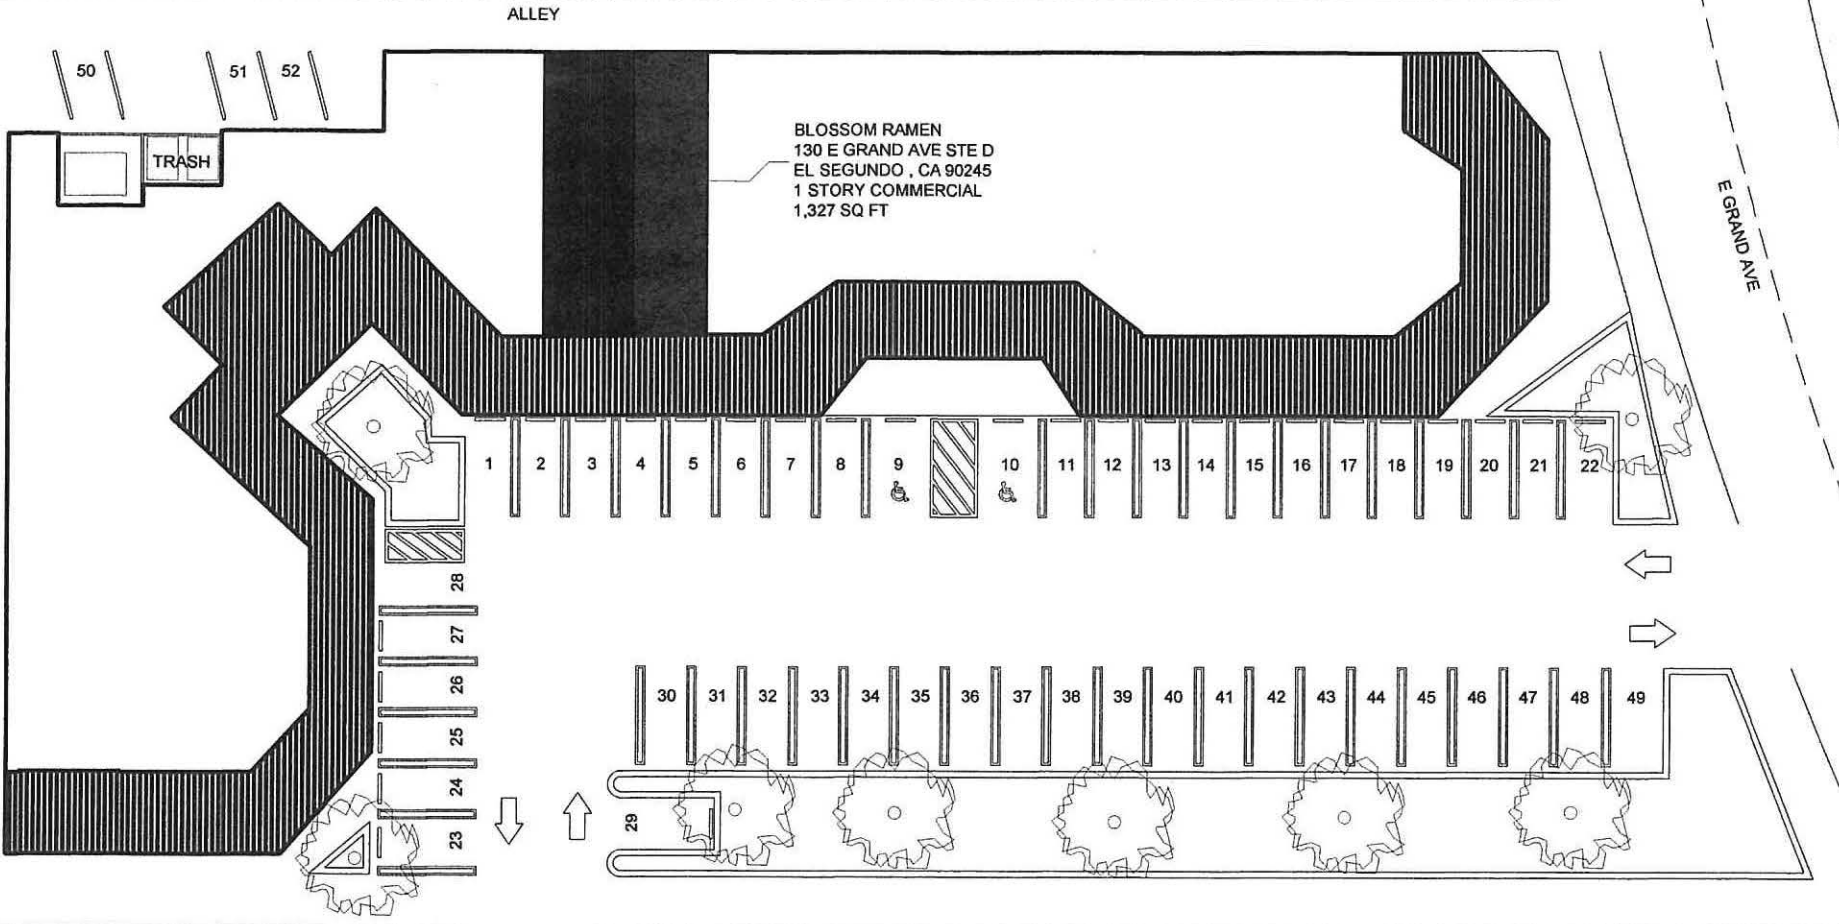 ALLEY
50 51 52
TRASH
BLOSSOM RAMEN
130 E GRAND AVE STE D
EL SEGUNDO , CA 90245
1 STORY COMMERCIAL
1,327 SQ FT
E GRAND AVE
1 2 3 4 5 6 7 8 9 10 11 12 13 14 15 16 17 18 19 20 21 22
28
27
26
25
24
23
29
30 31 32 33 34 35 36 37 38 39 40 41 42 43 44 45 46 47 48 49